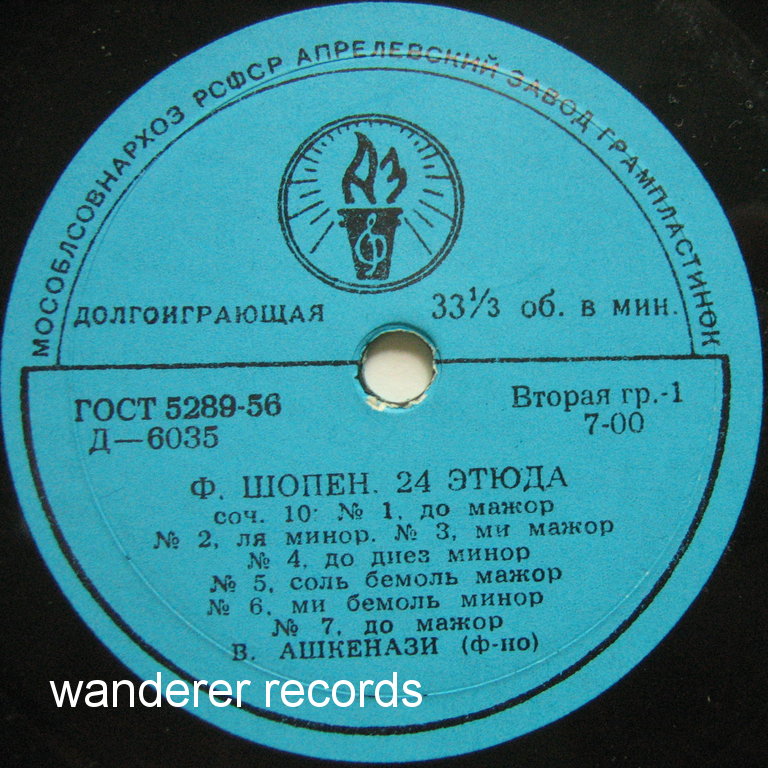 МОСОБЛСОВНАРХОЗ РСФСР АПРЕЛЕВСКИЙ ЗАВОД ГРАМПЛАСТИНОК
АЗ
ДОЛГОИГРАЮЩАЯ 33⅓ об. в мин.
ГОСТ 5289-56 Вторая гр.-1
Д—6035 7-00
Ф. ШОПЕН. 24 ЭТЮДА
соч. 10: № 1, до мажор
№ 2, ля минор. № 3, ми мажор
№ 4, до диез минор
№ 5, соль бемоль мажор
№ 6, ми бемоль минор
№ 7, до мажор
В. АШКЕНАЗИ (ф-но)
wanderer records